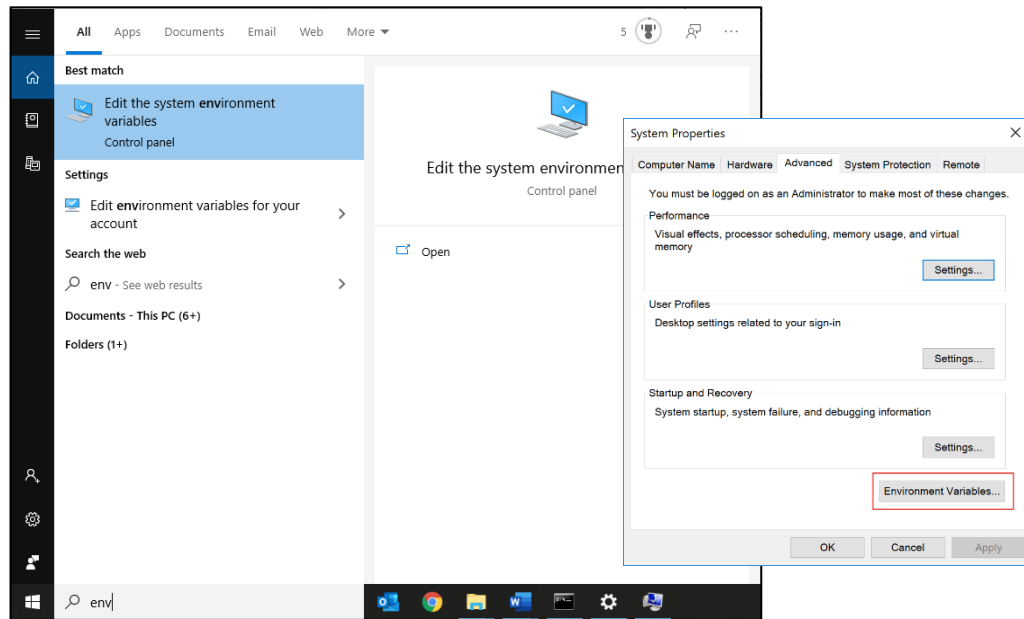 All Apps Documents Email Web More 5 ...
Best match
Edit the system environment
variables
Control panel
Settings
Edit environment variables for your
account
Search the web
env - See web results
Documents - This PC (6+)
Folders (1+)
env
Edit the system environmen
Control panel
Open
System Properties
Computer Name Hardware Advanced System Protection Remote
You must be logged on as an Administrator to make most of these changes.
Performance
Visual effects, processor scheduling, memory usage, and virtual
memory
Settings...
User Profiles
Desktop settings related to your sign-in
Settings...
Startup and Recovery
System startup, system failure, and debugging information
Settings...
Environment Variables...
OK Cancel Apply